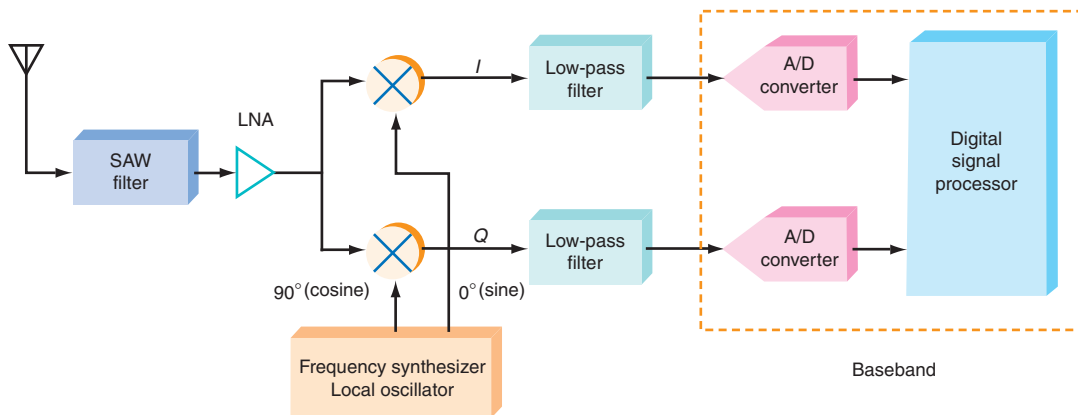 I
Low-pass
filter
A/D
converter
LNA
SAW
filter
Digital
signal
processor
Q
Low-pass
filter
A/D
converter
90° (cosine)
0° (sine)
Frequency synthesizer
Local oscillator
Baseband